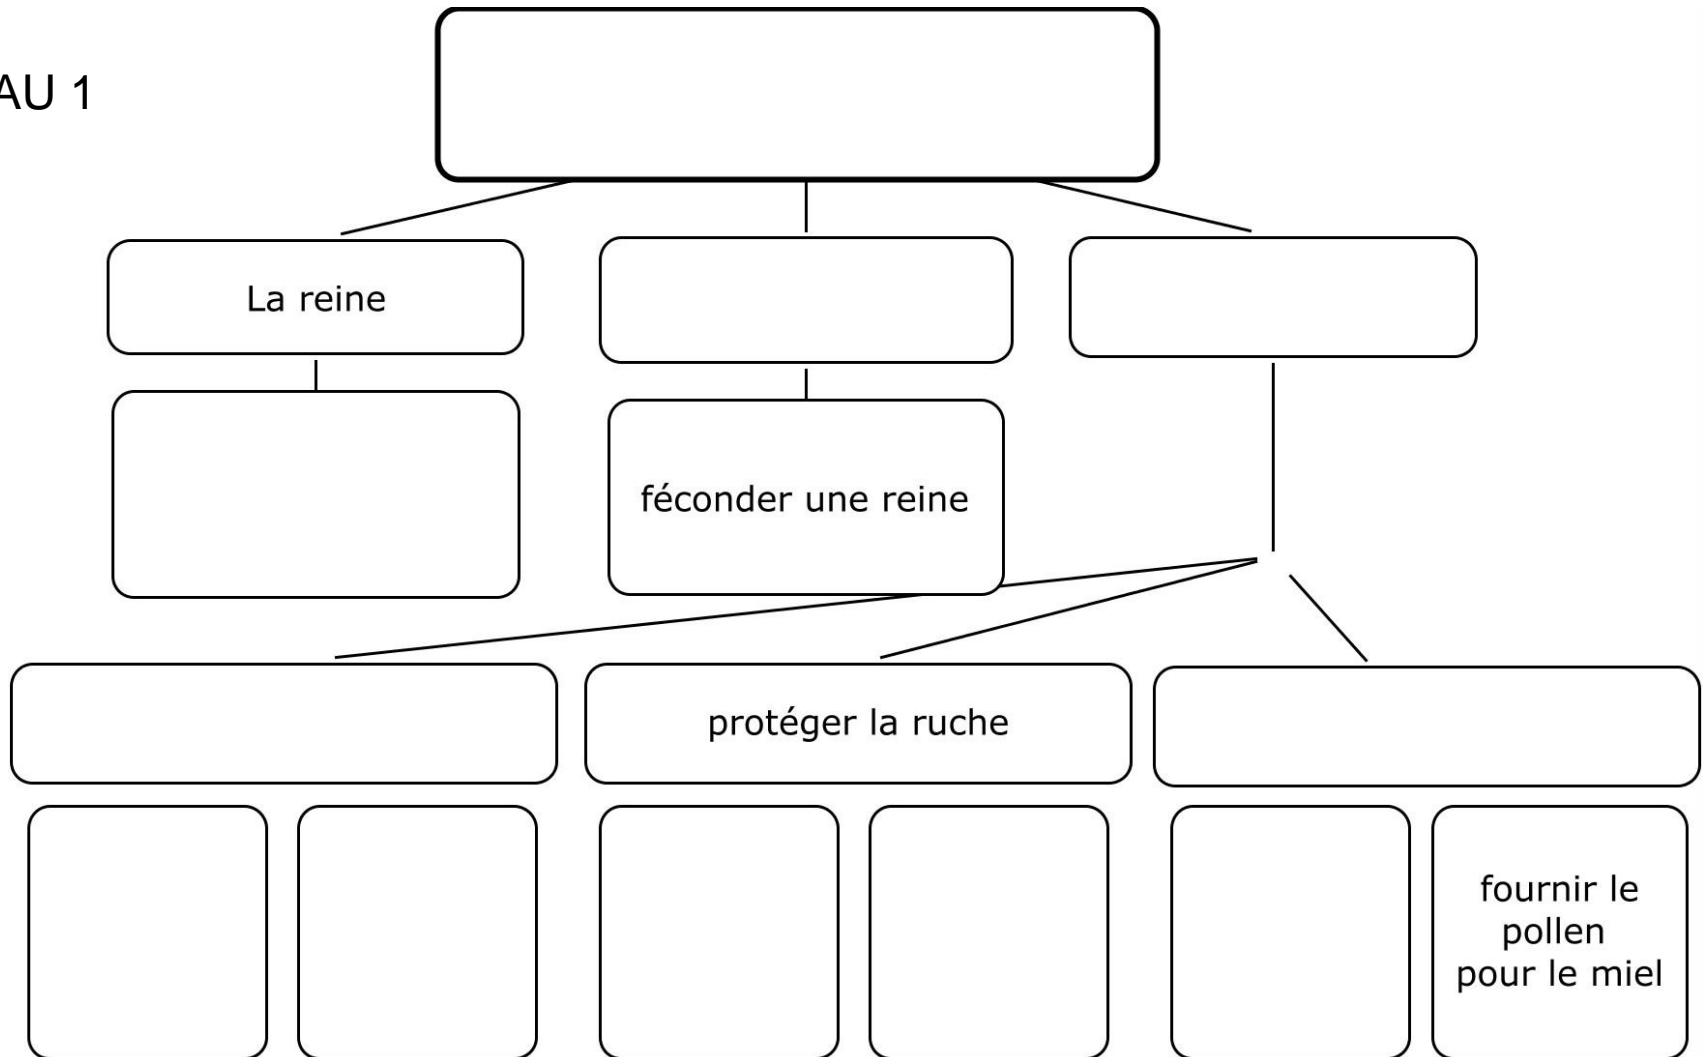 AU 1
La reine
féconder une reine
protéger la ruche
fournir le
pollen
pour le miel